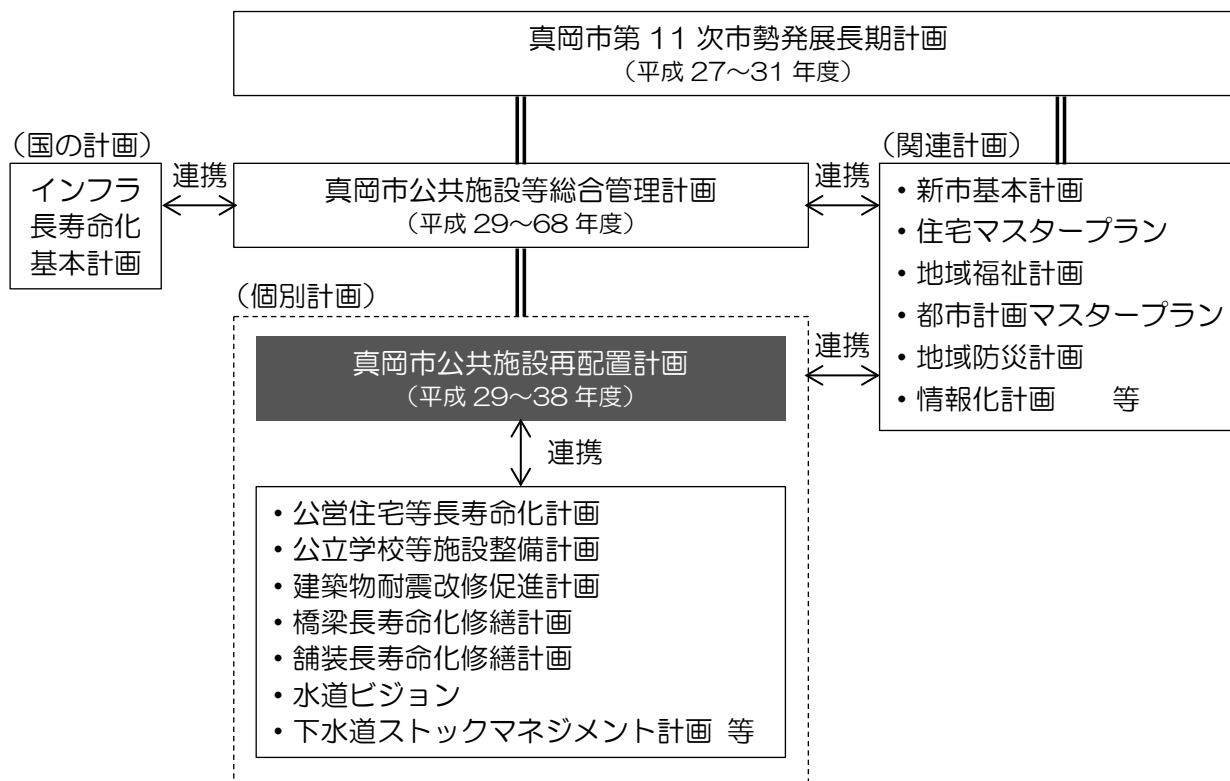 真岡市第 11 次市勢発展長期計画
（平成 27～31 年度）
（国の計画）
インフラ
長寿命化
基本計画
連携
真岡市公共施設等総合管理計画
（平成 29～68 年度）
連携
（関連計画）
・新市基本計画
・住宅マスタープラン
・地域福祉計画
・都市計画マスタープラン
・地域防災計画
・情報化計画　　等
（個別計画）
真岡市公共施設再配置計画
（平成 29～38 年度）
連携
連携
・公営住宅等長寿命化計画
・公立学校等施設整備計画
・建築物耐震改修促進計画
・橋梁長寿命化修繕計画
・舗装長寿命化修繕計画
・水道ビジョン
・下水道ストックマネジメント計画 等